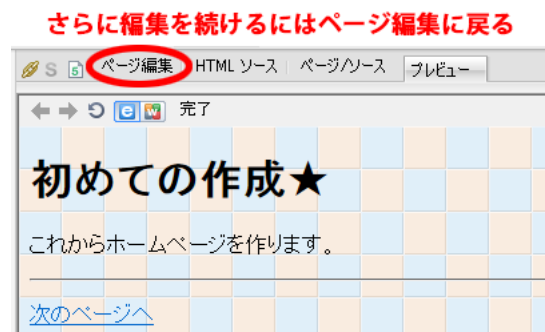 さらに編集を続けるにはページ編集に戻る
S S ページ編集 HTML ソース ページ/ソース プレビュー
e W 完了
初めての作成★
これからホームページを作ります。
次のページへ